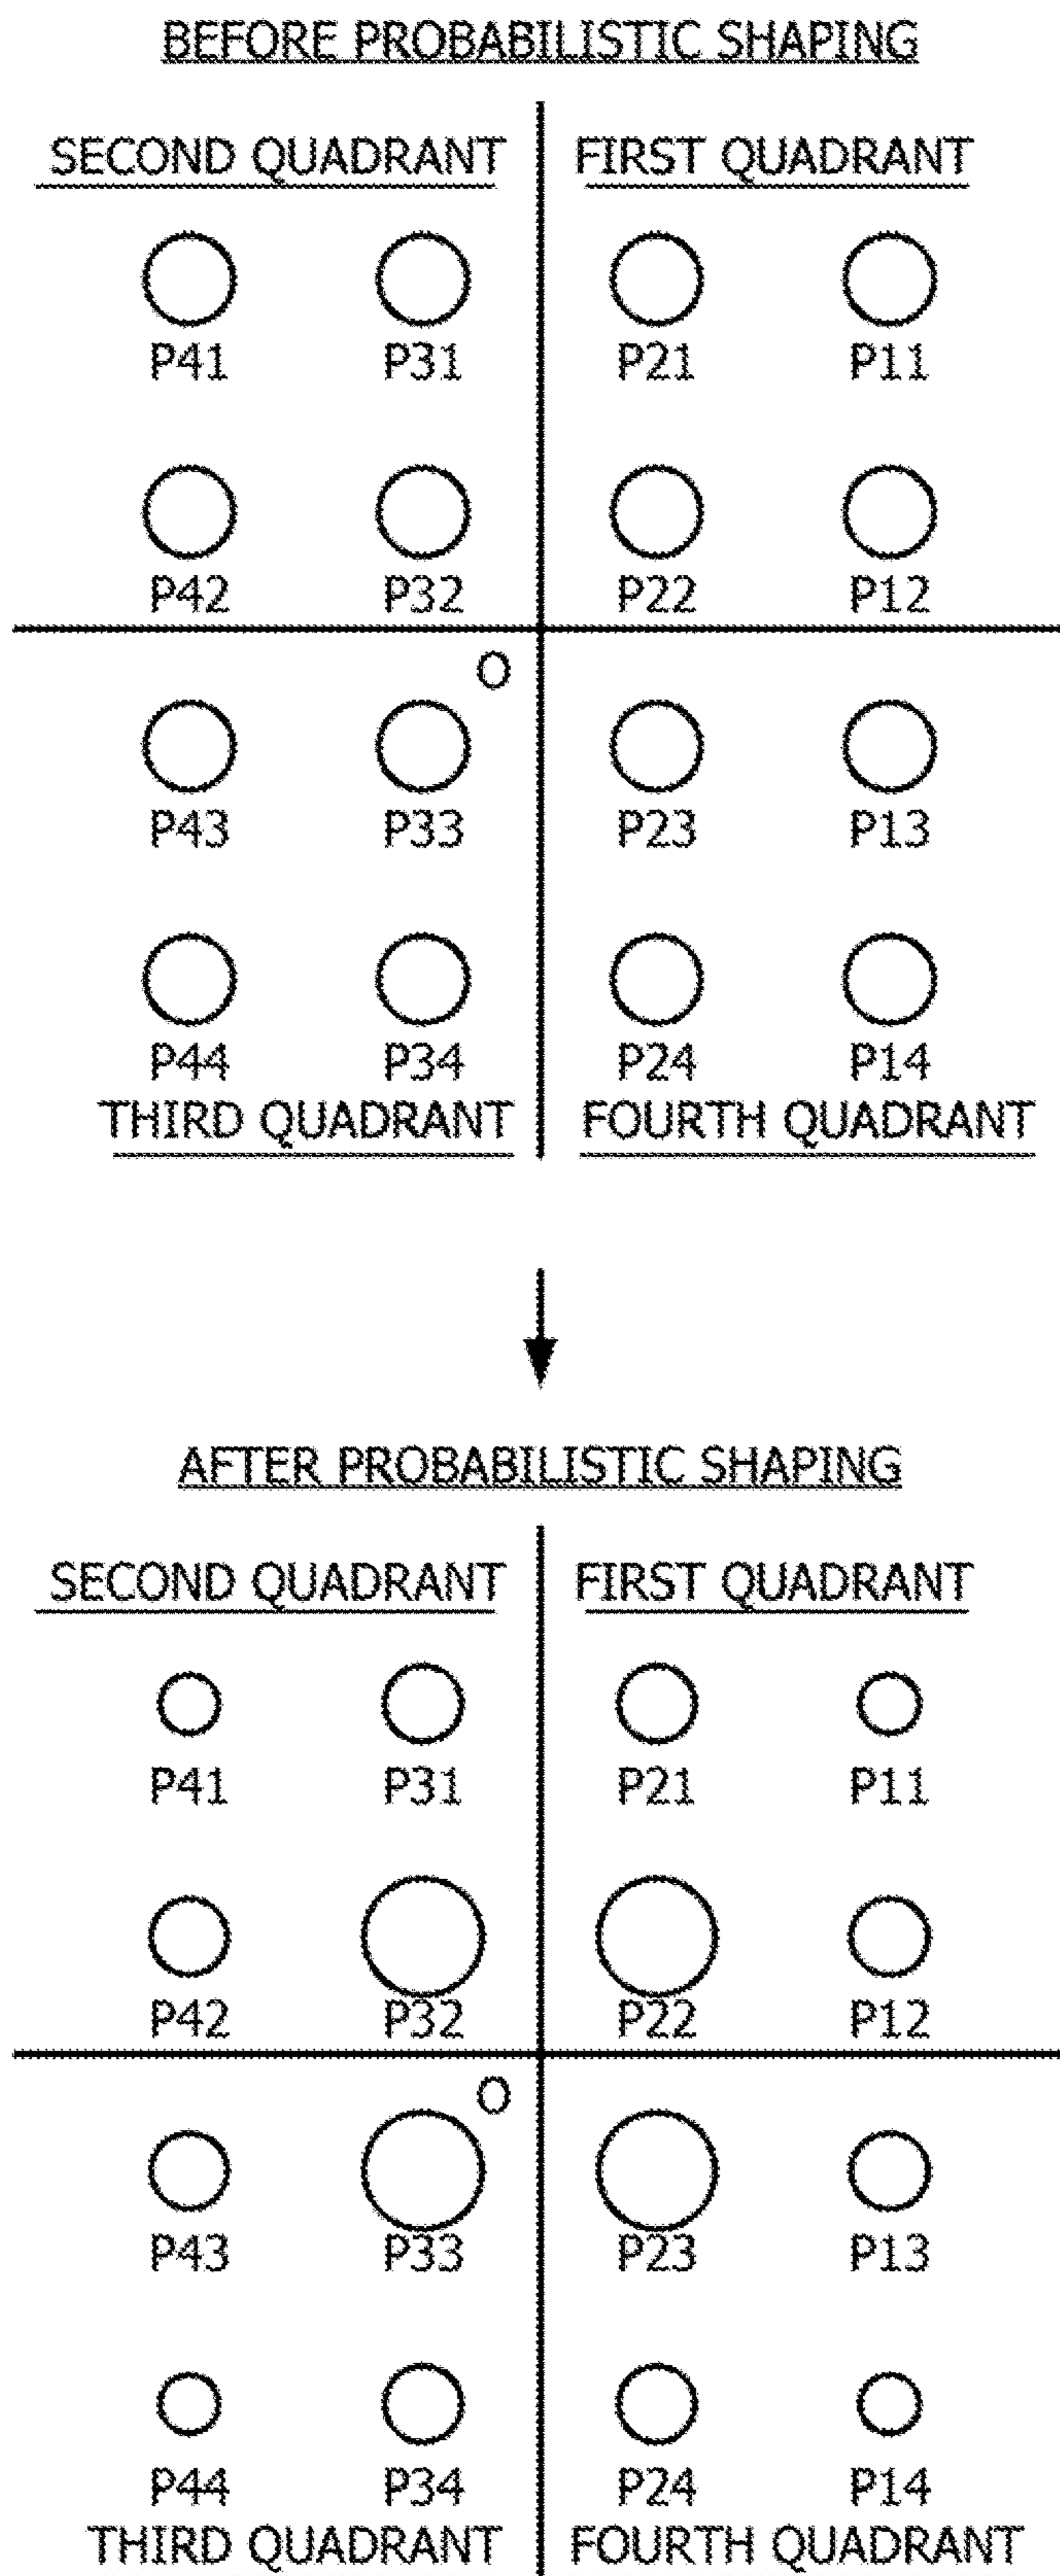 BEFORE PROBABILISTIC SHAPING
SECOND QUADRANT FIRST QUADRANT
P41 P31 P21 P11
P42 P32 P22 P12
O
P43 P33 P23 P13
P44 P34 P24 P14
THIRD QUADRANT FOURTH QUADRANT
AFTER PROBABILISTIC SHAPING
SECOND QUADRANT FIRST QUADRANT
P41 P31 P21 P11
P42 P32 P22 P12
O
P43 P33 P23 P13
P44 P34 P24 P14
THIRD QUADRANT FOURTH QUADRANT